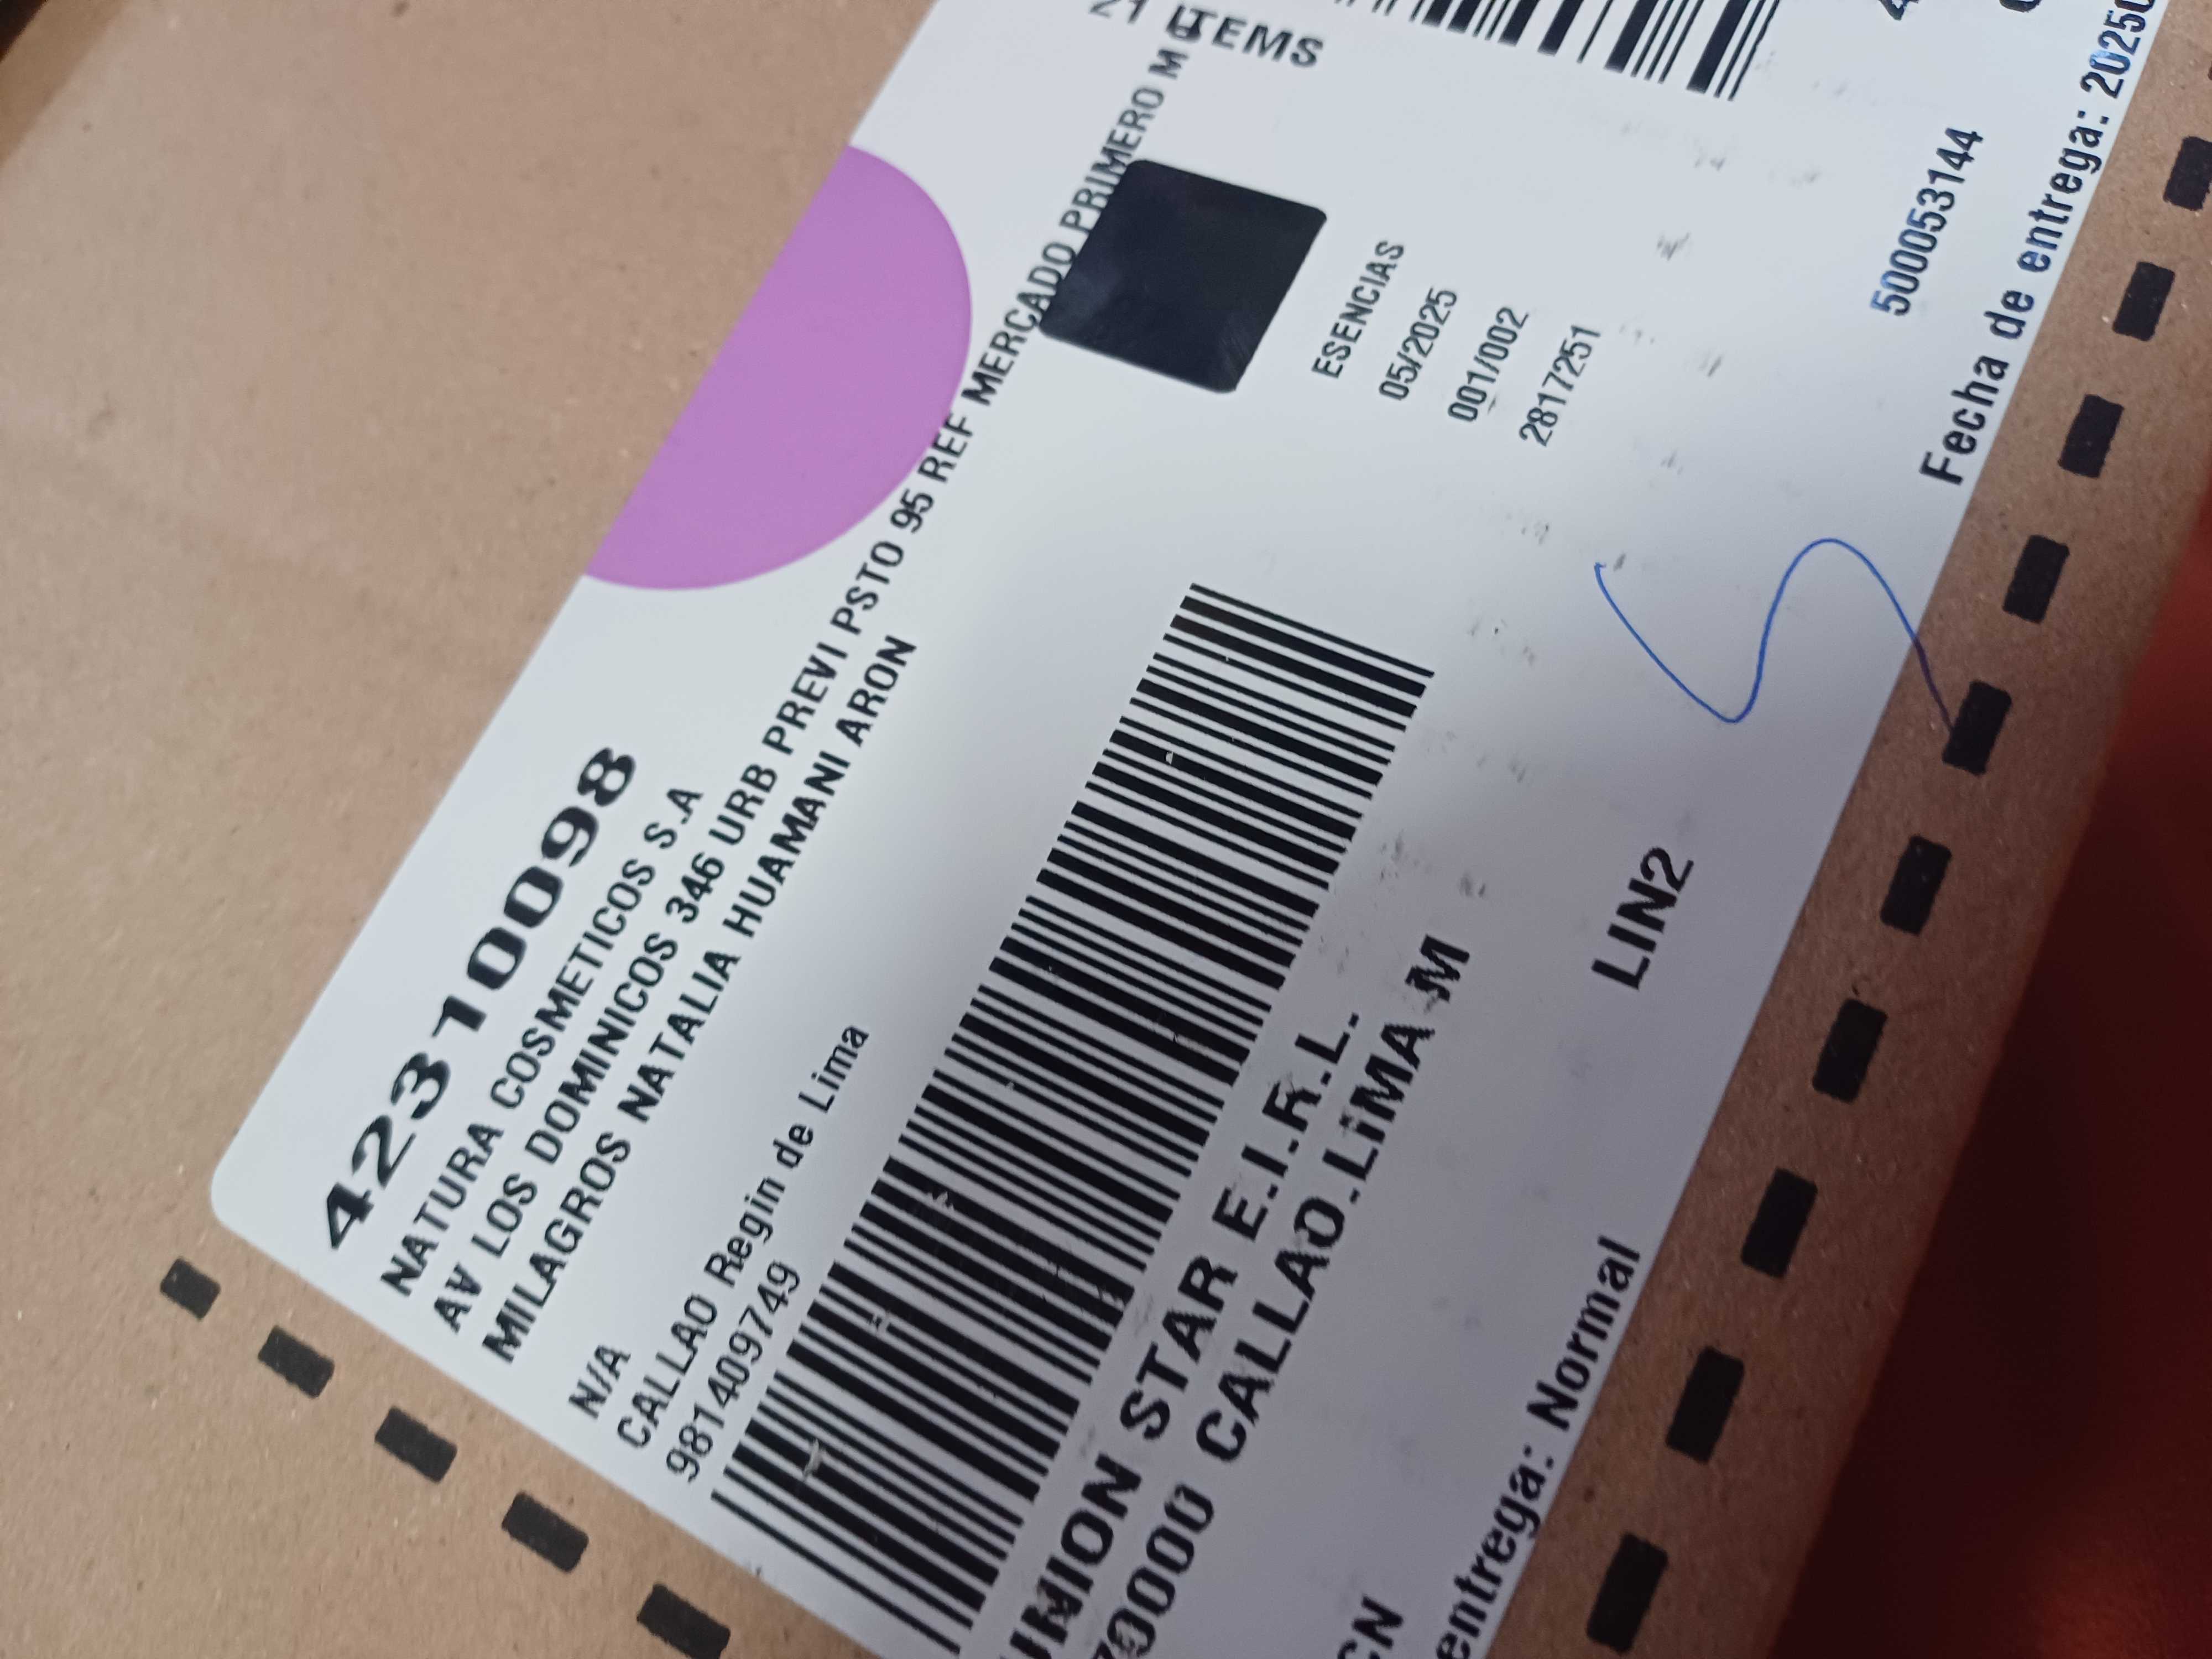 42310098
NATURA COSMETICOS S.A
AV LOS DOMINICOS 346 URB PREVI PSTO 95 REF MERCADO PRIMERO M
MILAGROS NATALIA HUAMANI ARON
N/A
CALLAO Regin de Lima
981409749
ITEMS
ESENCIAS
05/2025
001/002
2817251
UNION STAR E.I.R.L.
CALLAO.LIMA M
LIN2
500053144
entrega: Normal
Fecha de entrega: